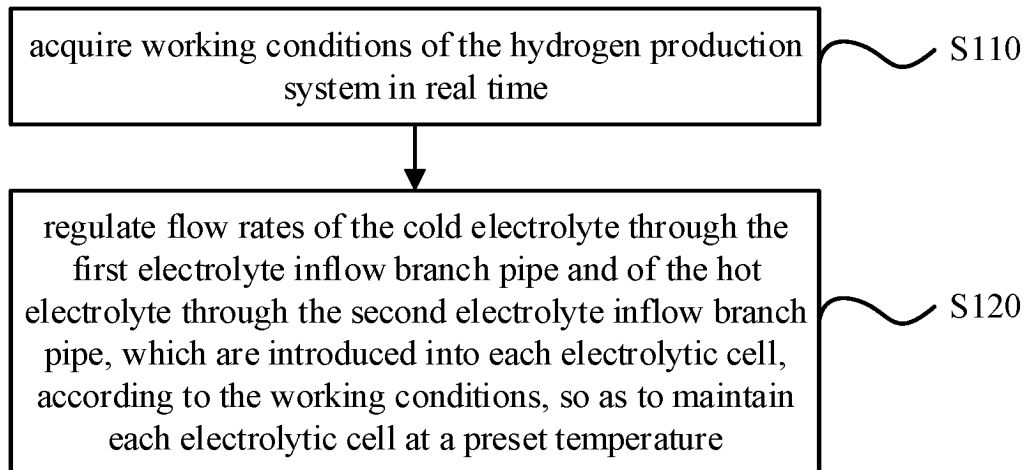 acquire working conditions of the hydrogen production
system in real time
S110
regulate flow rates of the cold electrolyte through the
first electrolyte inflow branch pipe and of the hot
electrolyte through the second electrolyte inflow branch
pipe, which are introduced into each electrolytic cell,
according to the working conditions, so as to maintain
each electrolytic cell at a preset temperature
S120